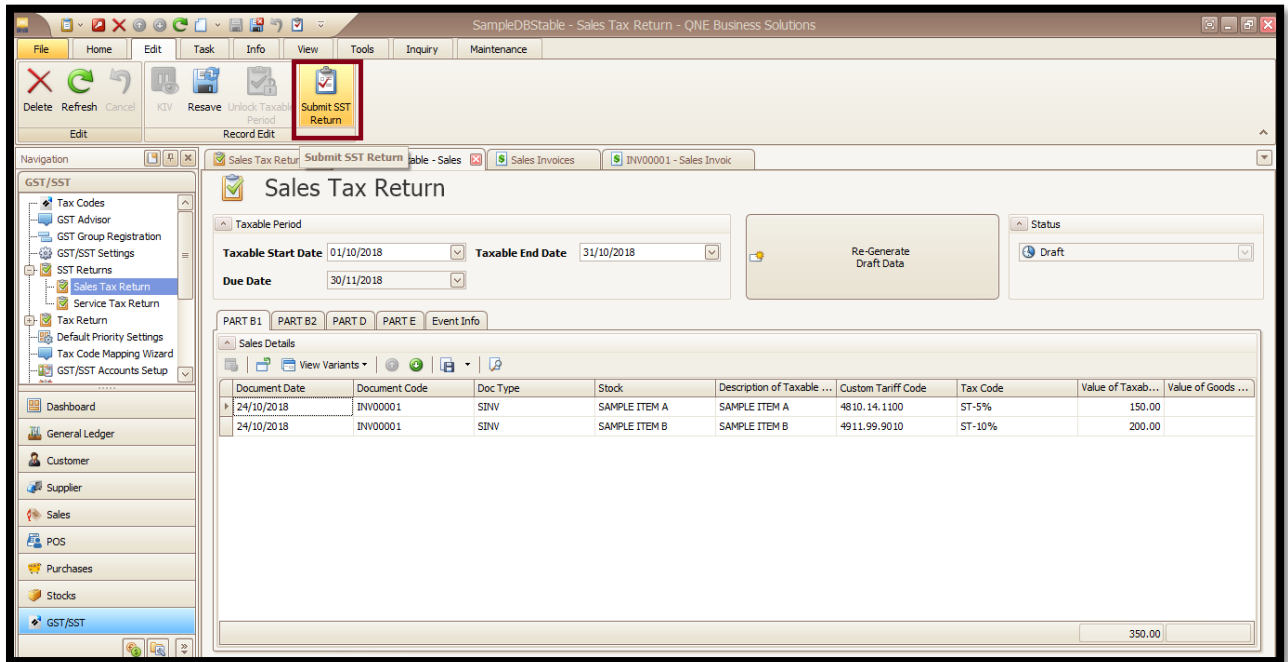 SampleDBStable - Sales Tax Return - QNE Business Solutions
File Home Edit Task Info View Tools Inquiry Maintenance
Delete Refresh Cancel KIV Resave Unlock Taxable Period Submit SST Return
Edit Record Edit
Navigation
Sales Tax Retur
Submit SST Return
table - Sales
Sales Invoices
INV00001 - Sales Invoic
GST/SST
Tax Codes
GST Advisor
GST Group Registration
GST/SST Settings
SST Returns
Sales Tax Return
Service Tax Return
Tax Return
Default Priority Settings
Tax Code Mapping Wizard
GST/SST Accounts Setup
Dashboard
General Ledger
Customer
Supplier
Sales
POS
Purchases
Stocks
GST/SST
Sales Tax Return
Taxable Period
Taxable Start Date 01/10/2018 Taxable End Date 31/10/2018
Due Date 30/11/2018
Re-Generate
Draft Data
Status
Draft
PART B1 PART B2 PART D PART E Event Info
Sales Details
View Variants
Document Date Document Code Doc Type Stock Description of Taxable ... Custom Tariff Code Tax Code Value of Taxab... Value of Goods ...
24/10/2018 INV00001 SINV SAMPLE ITEM A SAMPLE ITEM A 4810.14.1100 ST-5% 150.00
24/10/2018 INV00001 SINV SAMPLE ITEM B SAMPLE ITEM B 4911.99.9010 ST-10% 200.00
350.00